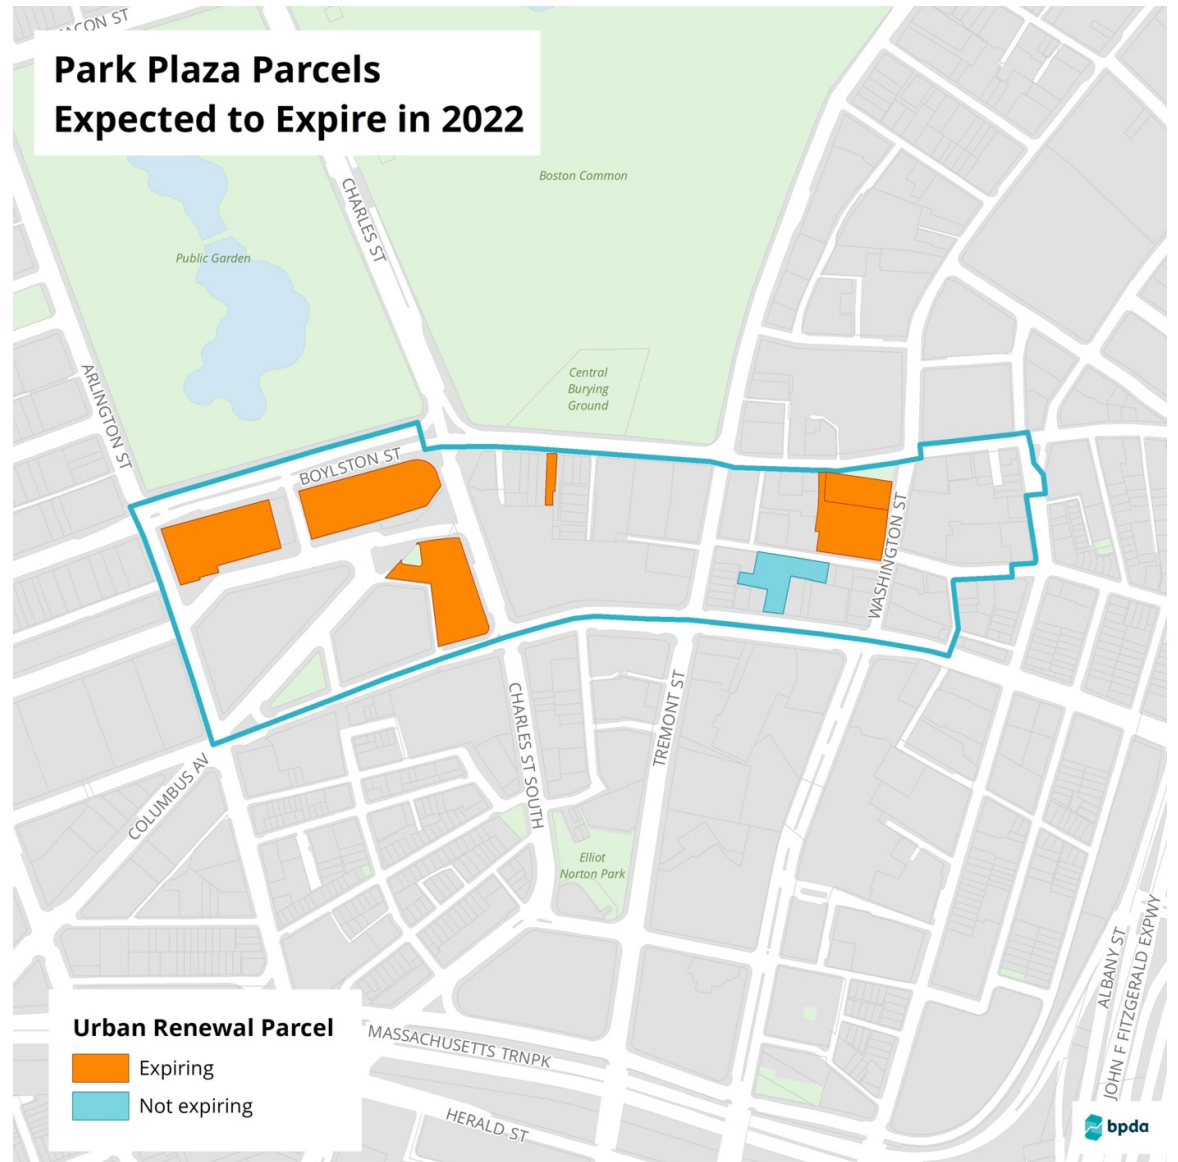 Park Plaza Parcels
Expected to Expire in 2022
CHARLES ST
Boston Common
Public Garden
Central
Burying
Ground
ARLINGTON ST
BOYLSTON ST
WASHINGTON ST
COLUMBUS AV
CHARLES ST SOUTH
TREMONT ST
Elliot
Norton Park
ALBANY ST
JOHN F FITZGERALD EXPWY
MASSACHUSETTS TRNPK
HERALD ST
Urban Renewal Parcel
Expiring
Not expiring
bpda